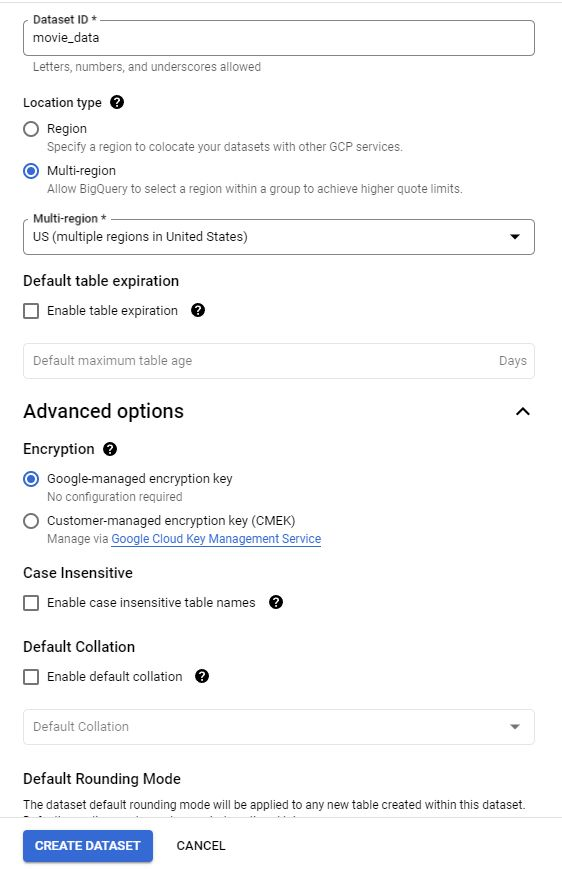 Dataset ID *
movie_data
Letters, numbers, and underscores allowed
Location type ?
Region
Specify a region to colocate your datasets with other GCP services.
Multi-region
Allow BigQuery to select a region within a group to achieve higher quote limits.
Multi-region *
US (multiple regions in United States)
Default table expiration
Enable table expiration ?
Default maximum table age Days
Advanced options
Encryption ?
Google-managed encryption key
No configuration required
Customer-managed encryption key (CMEK)
Manage via Google Cloud Key Management Service
Case Insensitive
Enable case insensitive table names ?
Default Collation
Enable default collation ?
Default Collation
Default Rounding Mode
The dataset default rounding mode will be applied to any new table created within this dataset.
CREATE DATASET CANCEL